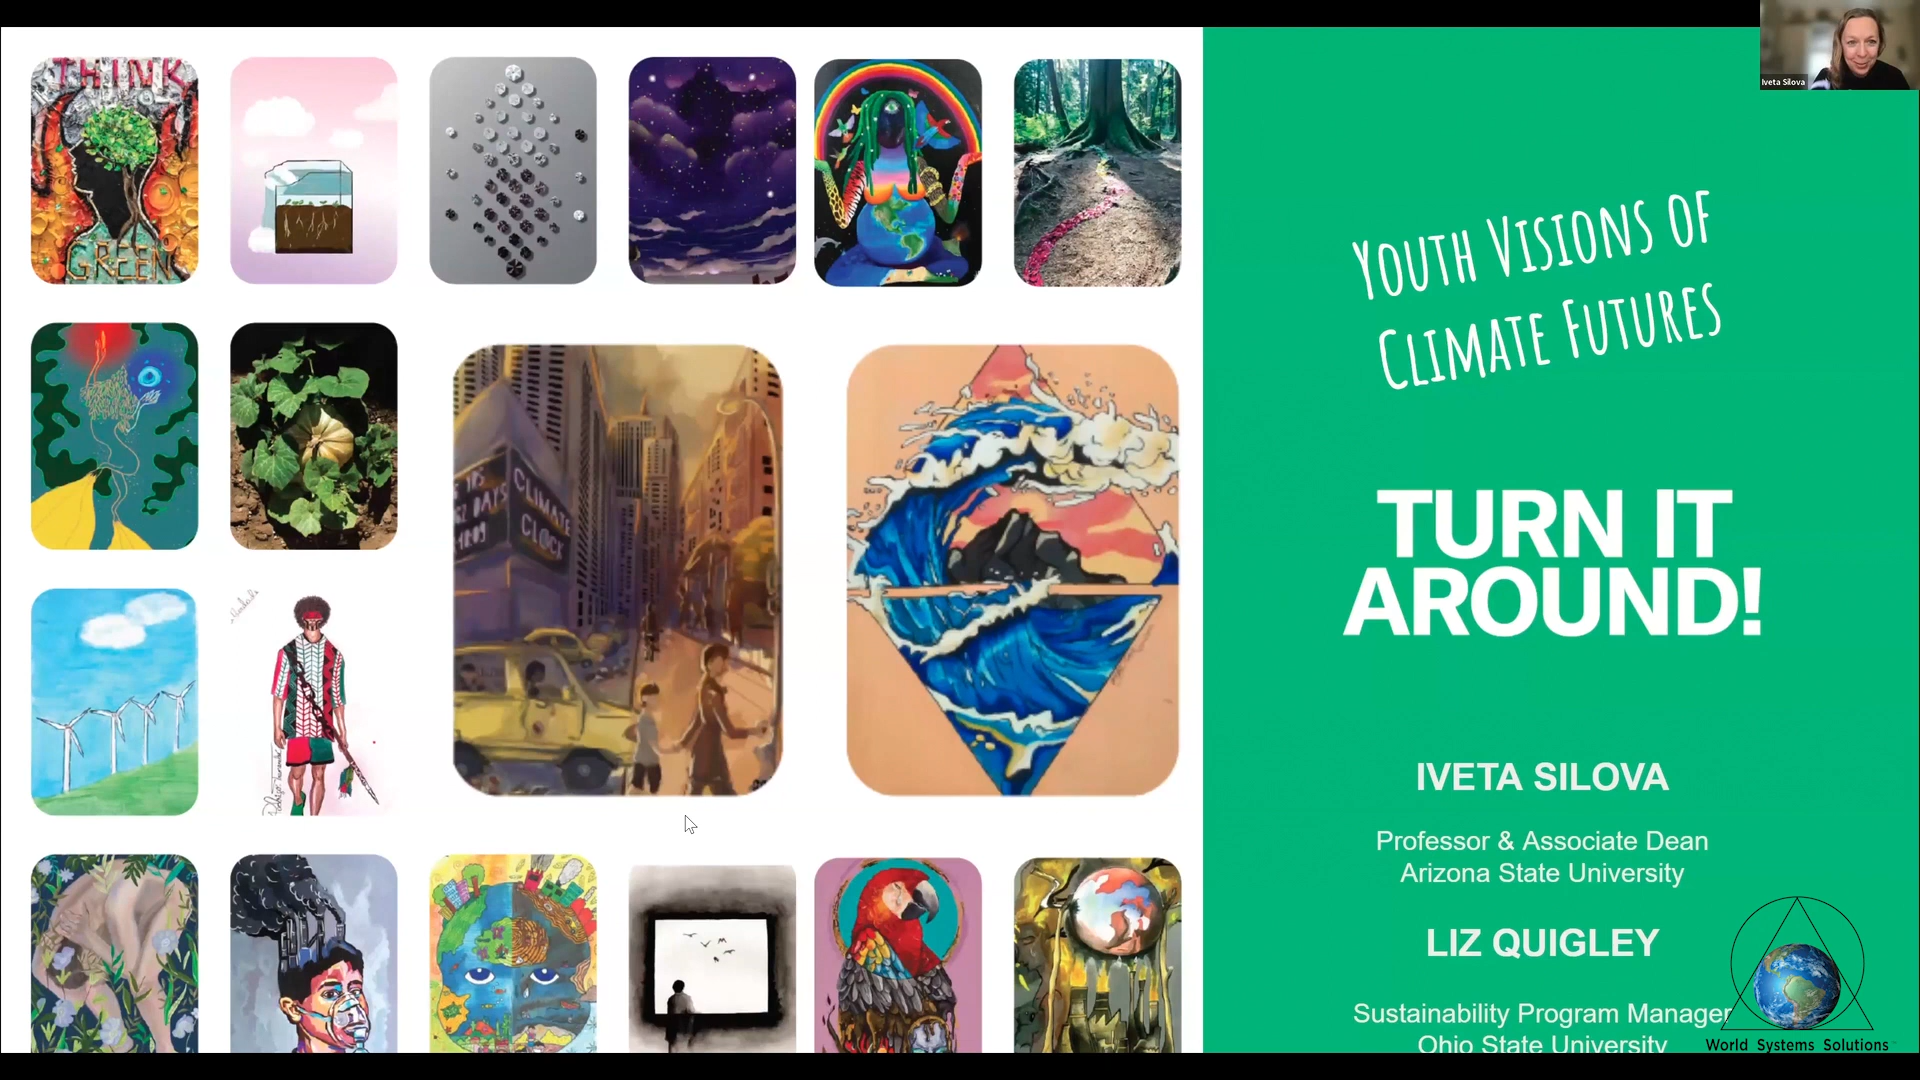 THINK
GREEN
CLIMATE
CLOCK
DAYS
Iveta Silova
YOUTH VISIONS OF
CLIMATE FUTURES
TURN IT
AROUND!
IVETA SILOVA
Professor & Associate Dean
Arizona State University
LIZ QUIGLEY
Sustainability Program Manager
Ohio State University
World Systems Solutions